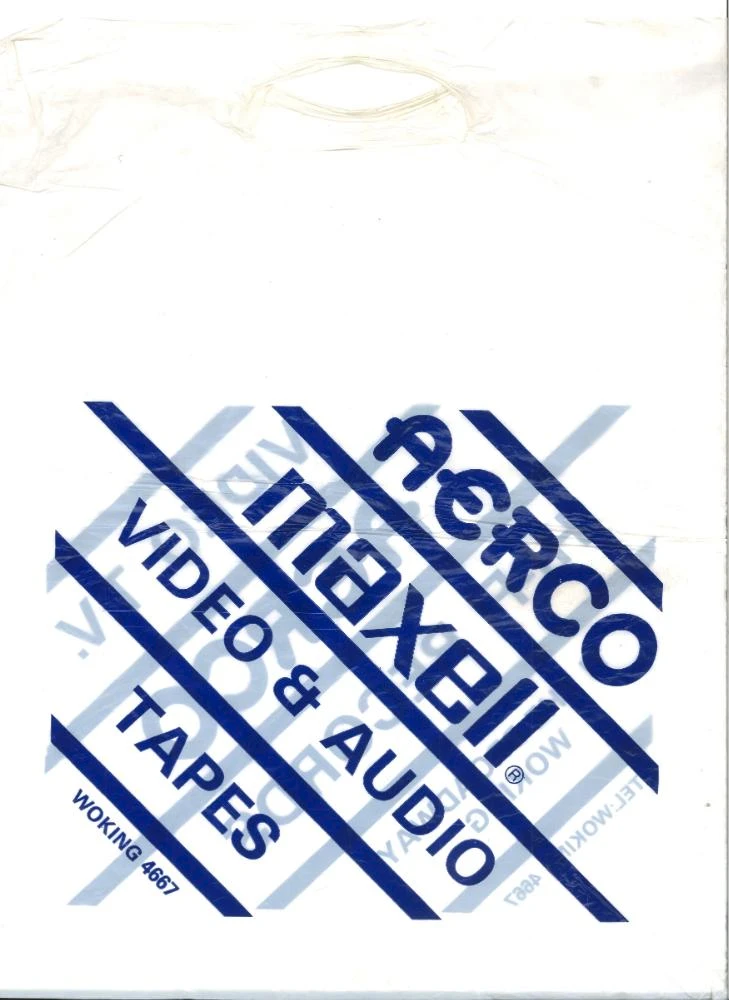 AERCO
maxell®
VIDEO & AUDIO
TAPES
WOKING 4667